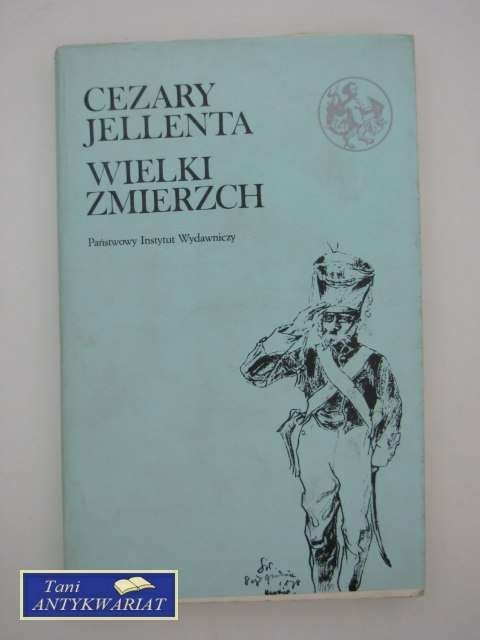 CEZARY
JELLENTA
WIELKI
ZMIERZCH
Państwowy Instytut Wydawniczy
Tani
ANTYKWARIAT